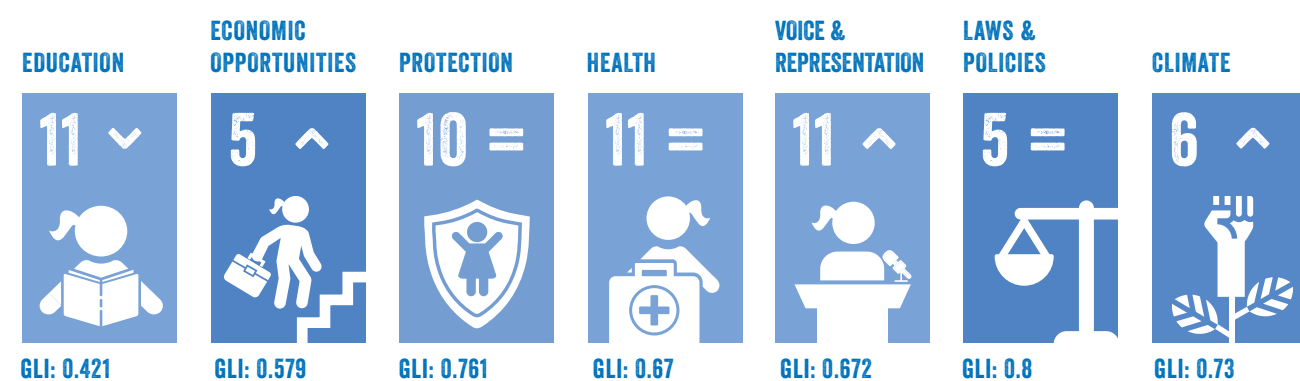 EDUCATION
11
GLI: 0.421
ECONOMIC
OPPORTUNITIES
5
GLI: 0.579
PROTECTION
10 =
GLI: 0.761
HEALTH
11 =
GLI: 0.67
VOICE &
REPRESENTATION
11
GLI: 0.672
LAWS &
POLICIES
5 =
GLI: 0.8
CLIMATE
6
GLI: 0.73